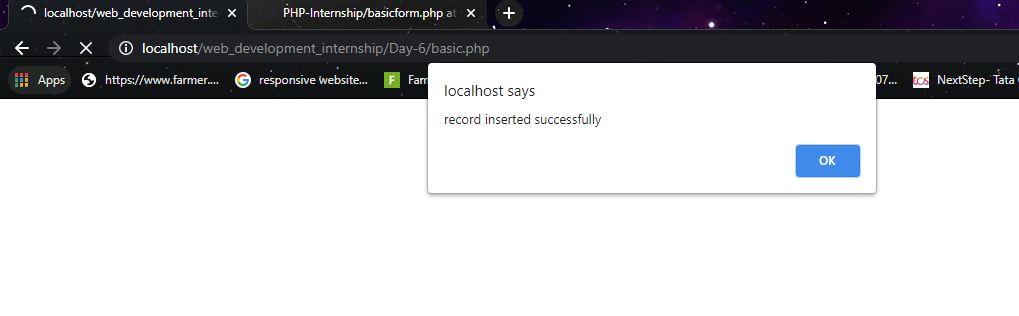 localhost/web_development_inte
PHP-Internship/basicform.php at
localhost/web_development_internship/Day-6/basic.php
Apps
https://www.farmer....
responsive website...
F
Fam
07...
tcs
NextStep- Tata
localhost says
record inserted successfully
OK